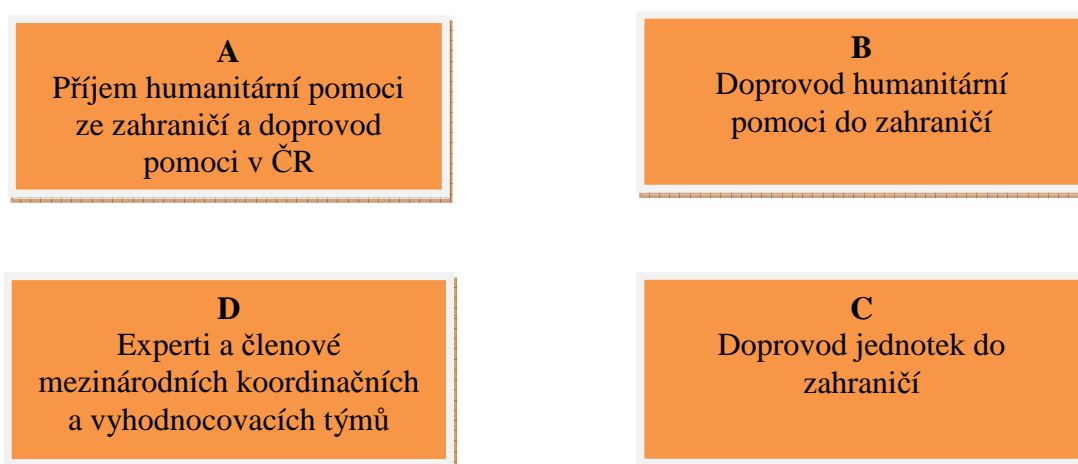 A
Příjem humanitární pomoci
ze zahraničí a doprovod
pomoci v ČR
B
Doprovod humanitární
pomoci do zahraničí
D
Experti a členové
mezinárodních koordinačních
a vyhodnocovacích týmů
C
Doprovod jednotek do
zahraničí